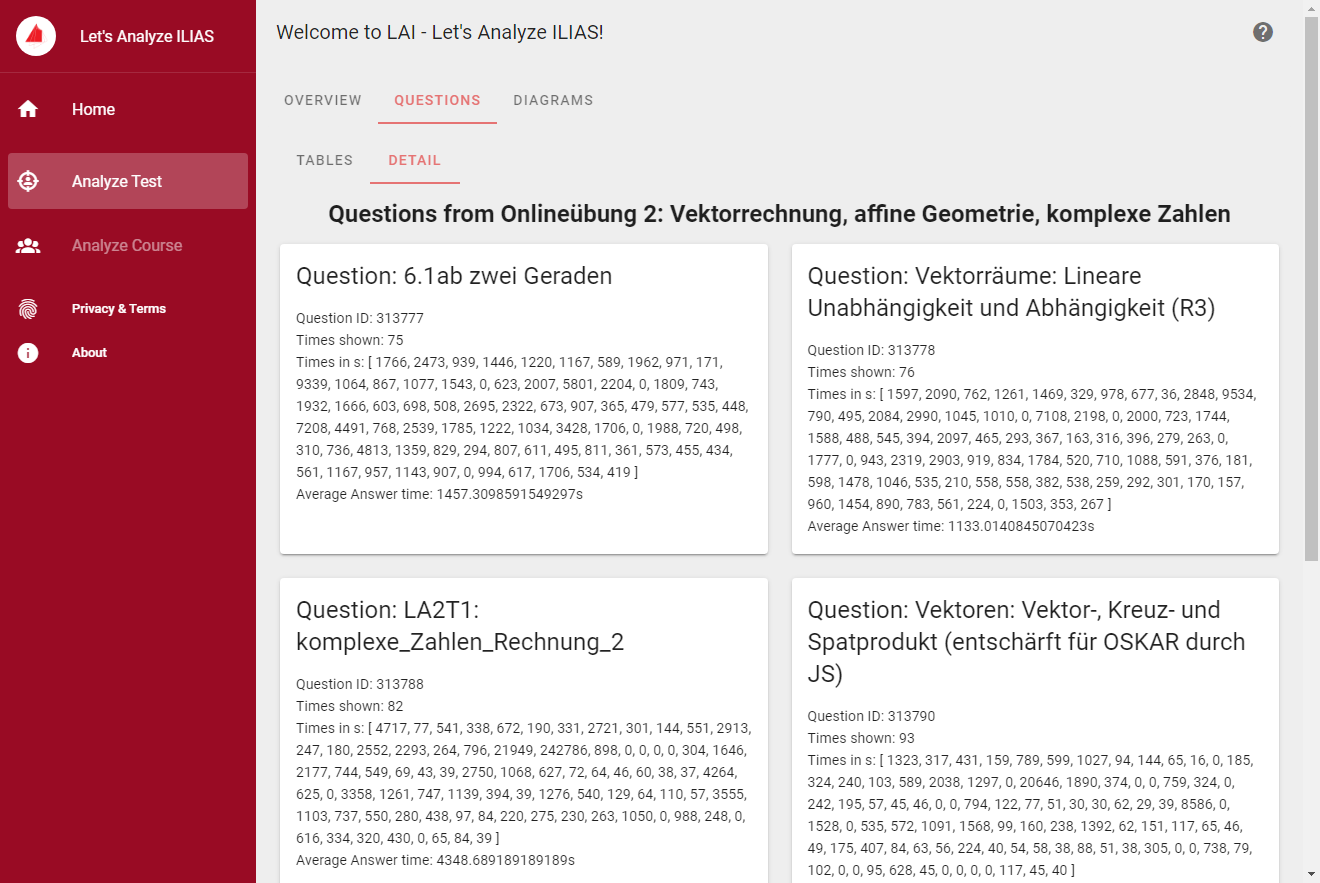 Let's Analyze ILIAS
Home
Analyze Test
Analyze Course
Privacy & Terms
About
Welcome to LAI - Let's Analyze ILIAS!
OVERVIEW QUESTIONS DIAGRAMS
TABLES DETAIL
Questions from Onlineübung 2: Vektorrechnung, affine Geometrie, komplexe Zahlen
Question: 6.1ab zwei Geraden
Question ID: 313777
Times shown: 75
Times in s: [ 1766, 2473, 939, 1446, 1220, 1167, 589, 1962, 971, 171,
9339, 1064, 867, 1077, 1543, 0, 623, 2007, 5801, 2204, 0, 1809, 743,
1932, 1666, 603, 698, 508, 2695, 2322, 673, 907, 365, 479, 577, 535, 448,
7208, 4491, 768, 2539, 1785, 1222, 1034, 3428, 1706, 0, 1988, 720, 498,
310, 736, 4813, 1359, 829, 294, 807, 611, 495, 811, 361, 573, 455, 434,
561, 1167, 957, 1143, 907, 0, 994, 617, 1706, 534, 419 ]
Average Answer time: 1457.3098591549297s
Question: Vektorräume: Lineare
Unabhängigkeit und Abhängigkeit (R3)
Question ID: 313778
Times shown: 76
Times in s: [ 1597, 2090, 762, 1261, 1469, 329, 978, 677, 36, 2848, 9534,
790, 495, 2084, 2990, 1045, 1010, 0, 7108, 2198, 0, 2000, 723, 1744,
1588, 488, 545, 394, 2097, 465, 293, 367, 163, 316, 396, 279, 263, 0,
1777, 0, 943, 2319, 2903, 919, 834, 1784, 520, 710, 1088, 591, 376, 181,
598, 1478, 1046, 535, 210, 558, 558, 382, 538, 259, 292, 301, 170, 157,
960, 1454, 890, 783, 561, 224, 0, 1503, 353, 267 ]
Average Answer time: 1133.0140845070423s
Question: LA2T1:
komplexe_Zahlen_Rechnung_2
Question ID: 313788
Times shown: 82
Times in s: [ 4717, 77, 541, 338, 672, 190, 331, 2721, 301, 144, 551, 2913,
247, 180, 2552, 2293, 264, 796, 21949, 242786, 898, 0, 0, 0, 0, 304, 1646,
2177, 744, 549, 69, 43, 39, 2750, 1068, 627, 72, 64, 46, 60, 38, 37, 4264,
625, 0, 3358, 1261, 747, 1139, 394, 39, 1276, 540, 129, 64, 110, 57, 3555,
1103, 737, 550, 280, 438, 97, 84, 220, 275, 230, 263, 1050, 0, 988, 248, 0,
616, 334, 320, 430, 0, 65, 84, 39 ]
Average Answer time: 4348.689189189189s
Question: Vektoren: Vektor-, Kreuz- und
Spatprodukt (entschärft für OSKAR durch
JS)
Question ID: 313790
Times shown: 93
Times in s: [ 1323, 317, 431, 159, 789, 599, 1027, 94, 144, 65, 16, 0, 185,
324, 240, 103, 589, 2038, 1297, 0, 20646, 1890, 374, 0, 0, 759, 324, 0,
242, 195, 57, 45, 46, 0, 0, 794, 122, 77, 51, 30, 30, 62, 29, 39, 8586, 0,
1528, 0, 535, 572, 1091, 1568, 99, 160, 238, 1392, 62, 151, 117, 65, 46,
49, 175, 407, 84, 63, 56, 224, 40, 54, 58, 38, 88, 51, 38, 305, 0, 0, 738, 79,
102, 0, 0, 95, 628, 45, 0, 0, 0, 0, 117, 45, 40 ]